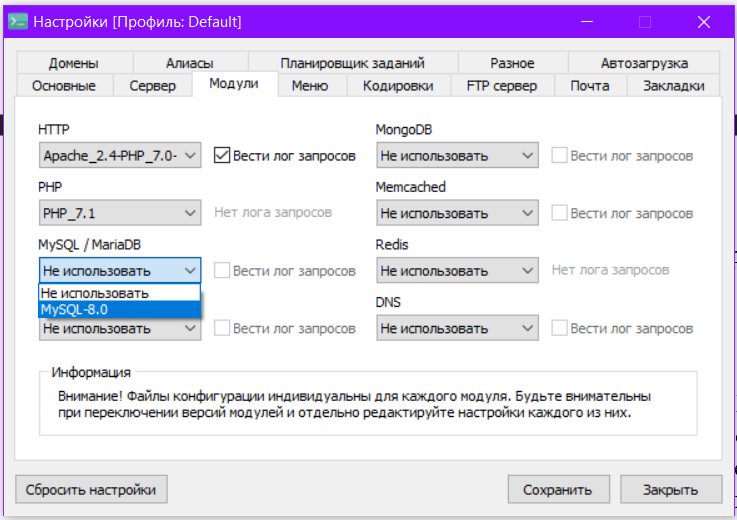 Настройки [Профиль: Default]
Домены Алиасы Планировщик заданий Разное Автозагрузка
Основные Сервер Модули Меню Кодировки FTP сервер Почта Закладки
HTTP
Apache_2.4-PHP_7.0- Вести лог запросов
PHP
PHP_7.1 Нет лога запросов
MySQL / MariaDB
Не использовать Вести лог запросов
Не использовать
MySQL-8.0
Не использовать Вести лог запросов
MongoDB
Не использовать Вести лог запросов
Memcached
Не использовать Вести лог запросов
Redis
Не использовать Нет лога запросов
DNS
Не использовать Вести лог запросов
Информация
Внимание! Файлы конфигурации индивидуальны для каждого модуля. Будьте внимательны
при переключении версий модулей и отдельно редактируйте настройки каждого из них.
Сбросить настройки Сохранить Закрыть